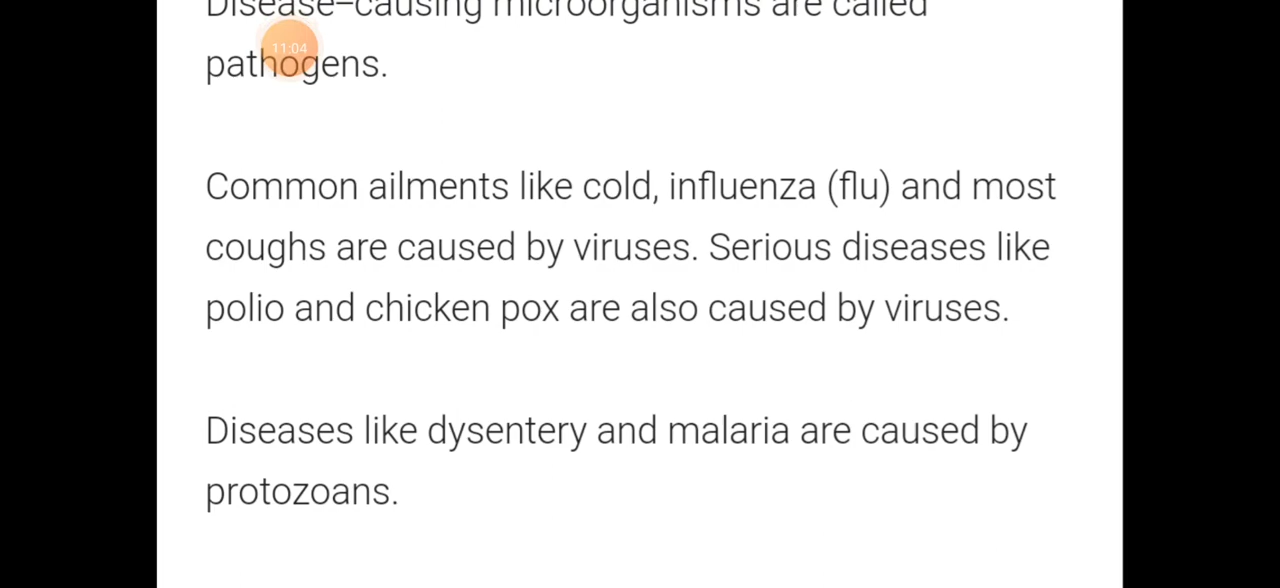 Disease-causing microorganisms are called
11:04
pathogens.
Common ailments like cold, influenza (flu) and most
coughs are caused by viruses. Serious diseases like
polio and chicken pox are also caused by viruses.
Diseases like dysentery and malaria are caused by
protozoans.